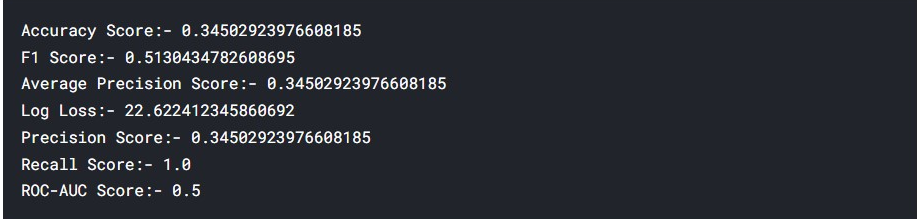 Accuracy Score:- 0.34502923976608185
F1 Score:- 0.5130434782608695
Average Precision Score:- 0.34502923976608185
Log Loss:- 22.622412345860692
Precision Score:- 0.34502923976608185
Recall Score:- 1.0
ROC-AUC Score:- 0.5